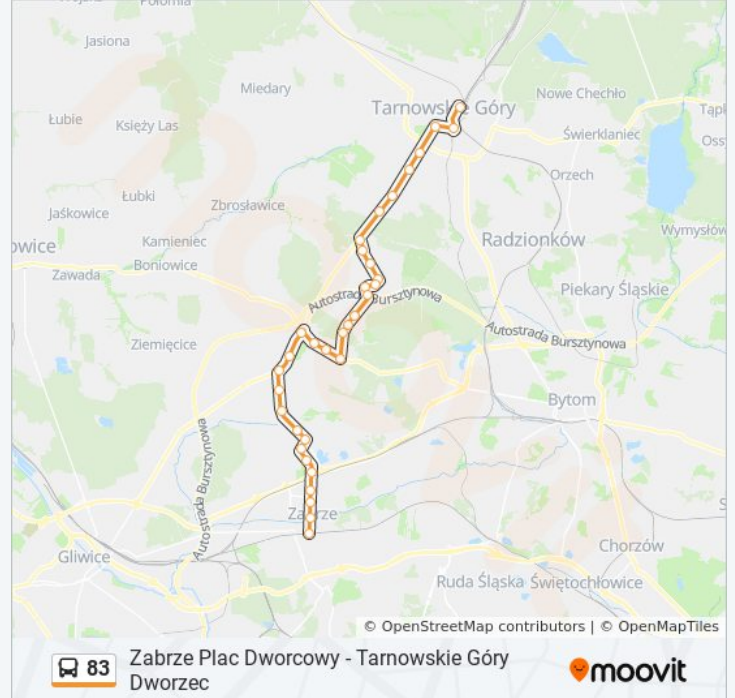 Połomia
Jasiona
Miedary
Tarnowskie Góry
Nowe Chechło
Łubie
Księży Las
Świerklaniec
Orzech
Łubki
Zbrosławice
Jaśkowice
Kamieniec
Radzionków
Wymysłów
owice
Boniowice
Zawada
Piekary Śląskie
Autostrada Bursztynowa
Autostrada Bursztynowa
Ziemięcice
Bytom
Autostrada Bursztynowa
Zabrze
Gliwice
Chorzów
Ruda Śląska
Świętochłowice
© OpenStreetMap contributors | © OpenMapTiles
83
Zabrze Plac Dworcowy - Tarnowskie Góry
Dworzec
moovit